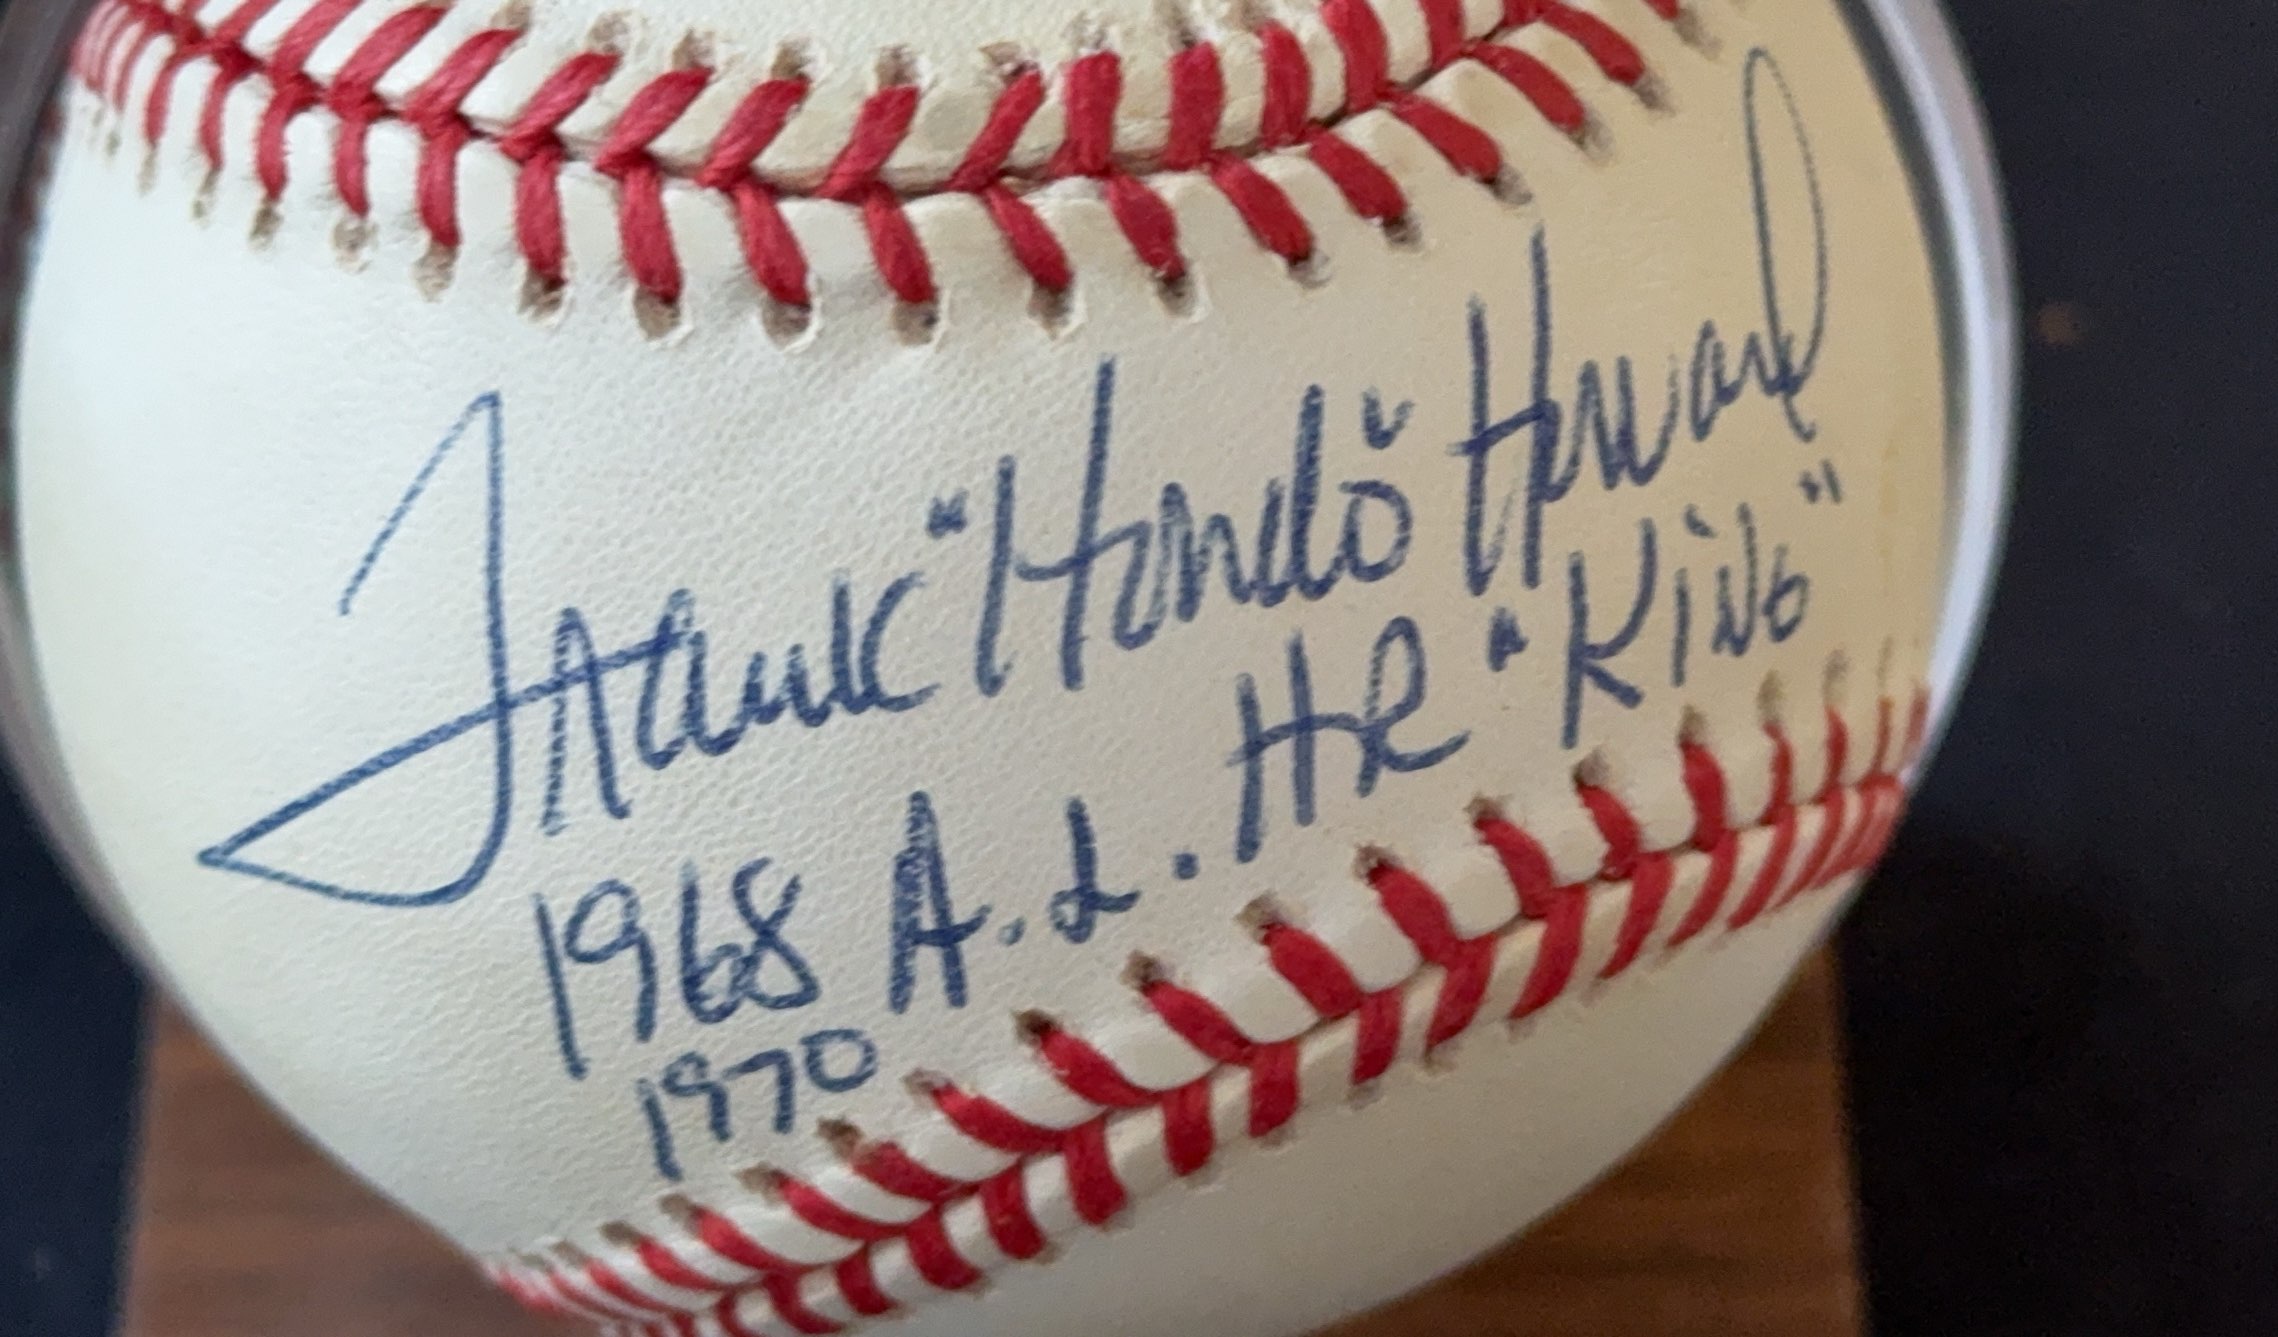 Frank "Hondo" Howard
1968 A.L. HR "KiNG"
1970